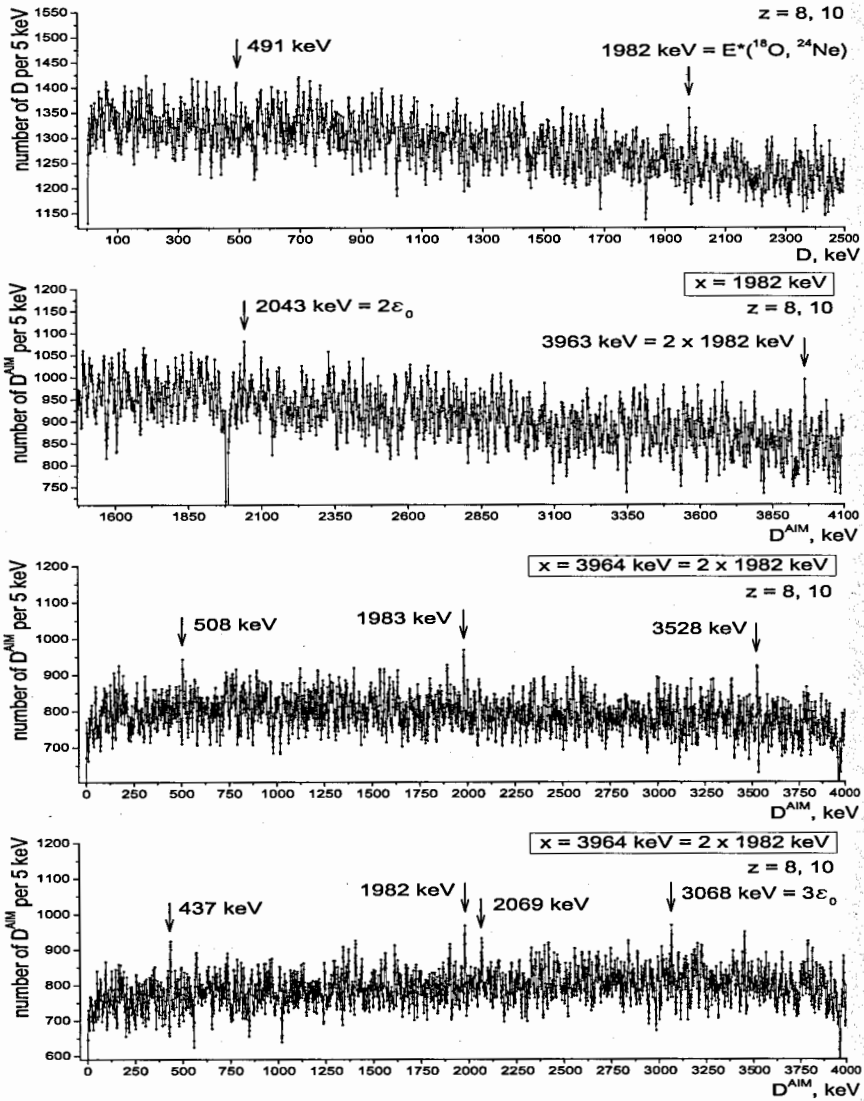 z = 8, 10
1550
1500
1450
1400
1350
1300
1250
1200
1150
number of D per 5 keV
491 keV
1982 keV = E*(¹⁸O, ²⁴Ne)
100 300 500 700 900 1100 1300 1500 1700 1900 2100 2300 2500
D, keV
x = 1982 keV
z = 8, 10
1200
1150
1100
1050
1000
950
900
850
800
750
number of Dᴬᴵᴹ per 5 keV
2043 keV = 2ε₀
3963 keV = 2 x 1982 keV
1600 1850 2100 2350 2600 2850 3100 3350 3600 3850 4100
Dᴬᴵᴹ, keV
x = 3964 keV = 2 x 1982 keV
z = 8, 10
1200
1100
1000
900
800
700
number of Dᴬᴵᴹ per 5 keV
508 keV
1983 keV
3528 keV
0 250 500 750 1000 1250 1500 1750 2000 2250 2500 2750 3000 3250 3500 3750 4000
Dᴬᴵᴹ, keV
x = 3964 keV = 2 x 1982 keV
z = 8, 10
1200
1100
1000
900
800
700
600
number of Dᴬᴵᴹ per 5 keV
437 keV
1982 keV
2069 keV
3068 keV = 3ε₀
0 250 500 750 1000 1250 1500 1750 2000 2250 2500 2750 3000 3250 3500 3750 4000
Dᴬᴵᴹ, keV